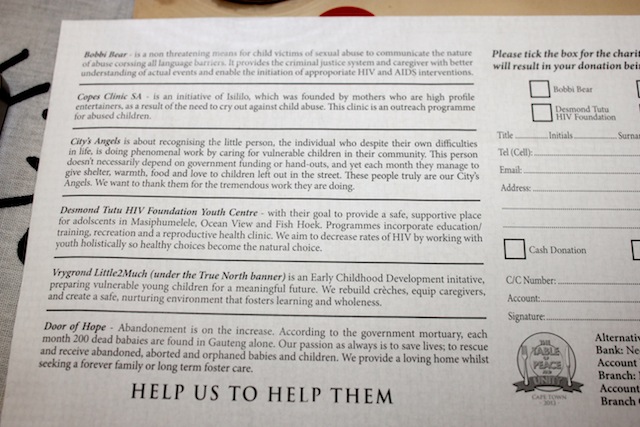 Bobbi Bear - is a non threatening means for child victims of sexual abuse to communicate the nature
of abuse corssing all language barriers. It provides the criminal justice system and caregiver with better
understanding of actual events and enable the initiation of approporiate HIV and AIDS interventions.
Copes Clinic SA - is an initiative of Isililo, which was founded by mothers who are high profile
entertainers, as a result of the need to cry out against child abuse. This clinic is an outreach programme
for abused children.
City's Angels is about recognising the little person, the individual who despite their own difficulties
in life, is doing phenomenal work by caring for vulnerable children in their community. This person
doesn't necessarily depend on government funding or hand-outs, and yet each month they manage to
give shelter, warmth, food and love to children left out in the street. These people truly are our City's
Angels. We want to thank them for the tremendous work they are doing.
Desmond Tutu HIV Foundation Youth Centre - with their goal to provide a safe, supportive place
for adolscents in Masiphumelele, Ocean View and Fish Hoek. Programmes incorporate education/
training, recreation and a reproductive health clinic. We aim to decrease rates of HIV by working with
youth holistically so healthy choices become the natural choice.
Vrygrond Little2Much (under the True North banner) is an Early Childhood Development initative,
preparing vulnerable young children for a meaningful future. We rebuild crèches, equip caregivers,
and create a safe, nurturing environment that fosters learning and wholeness.
Door of Hope - Abandonement is on the increase. According to the government mortuary, each
month 200 dead babaies are found in Gauteng alone. Our passion as always is to save lives; to rescue
and receive abandoned, aborted and orphaned babies and children. We provide a loving home whilst
seeking a forever family or long term foster care.
HELP US TO HELP THEM
Please tick the box for the charit
will result in your donation bein
Bobbi Bear
Desmond Tutu
HIV Foundation
Title Initials Surna
Tel (Cell):
Email:
Address:
Cash Donation
C/C Number:
Account:
Signature:
THE
TABLE
OF
PEACE
AND
UNITY
CAPE TOWN
Alternativ
Bank: Ne
Account
Branch:
Account
Branch